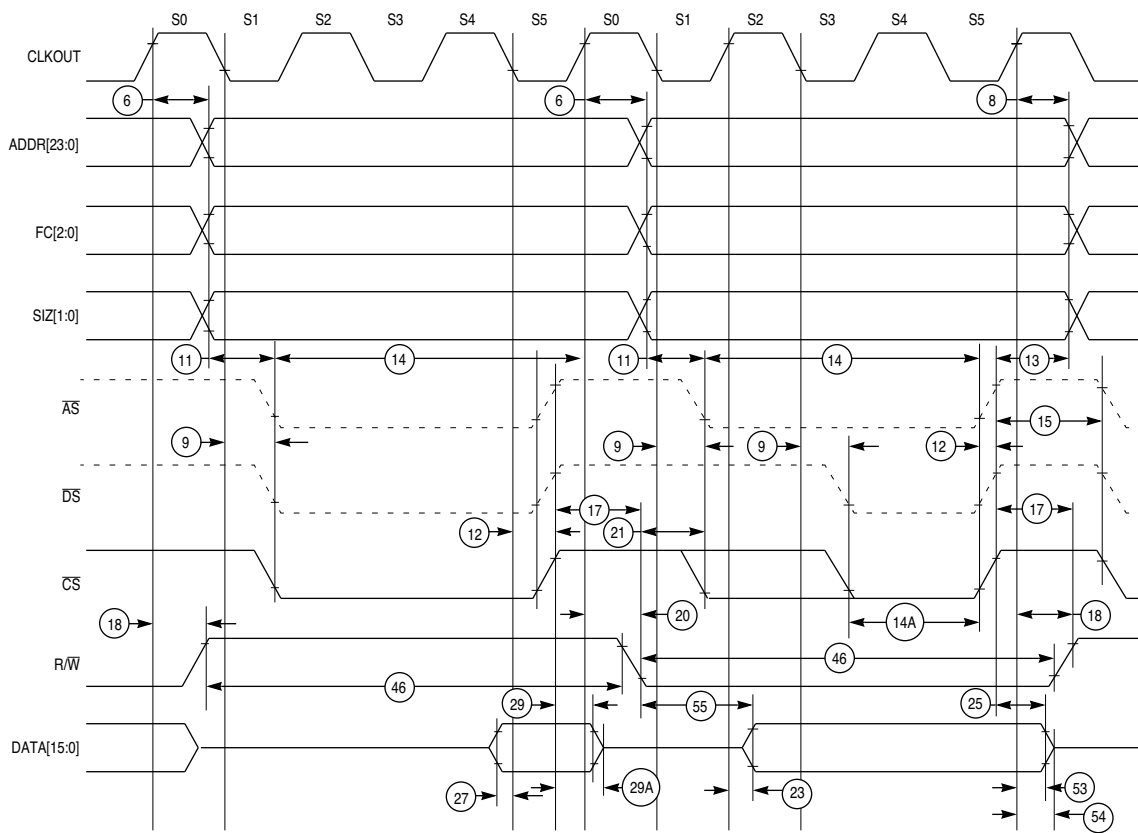 S0 S1 S2 S3 S4 S5 S0 S1 S2 S3 S4 S5
CLKOUT
6 6 8
ADDR[23:0]
FC[2:0]
SIZ[1:0]
11 14 11 14 13
AS
15
9 9 9 12
DS
17 17
12 21
CS
18 20 14A 18
R/W
46
46
29 55 25
DATA[15:0]
27 29A 23 53
54